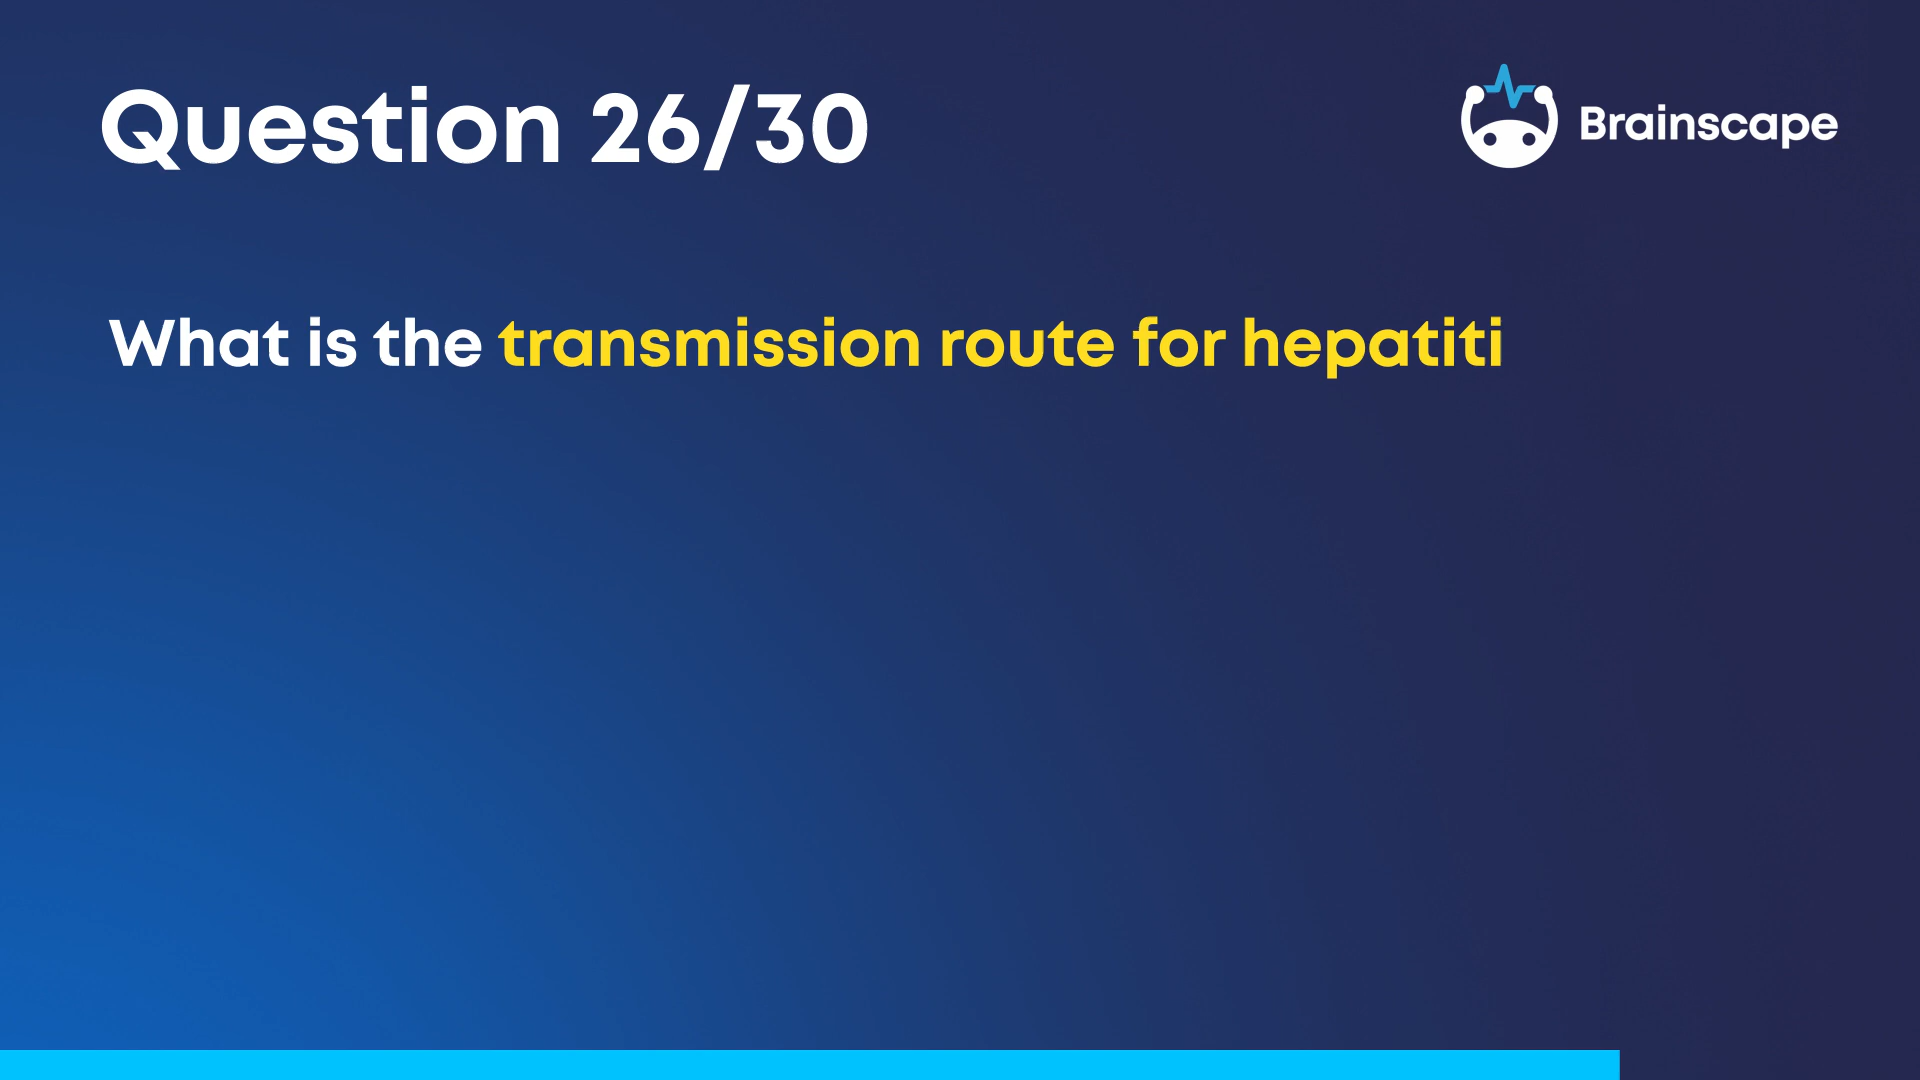 Question 26/30
Brainscape
What is the transmission route for hepatiti